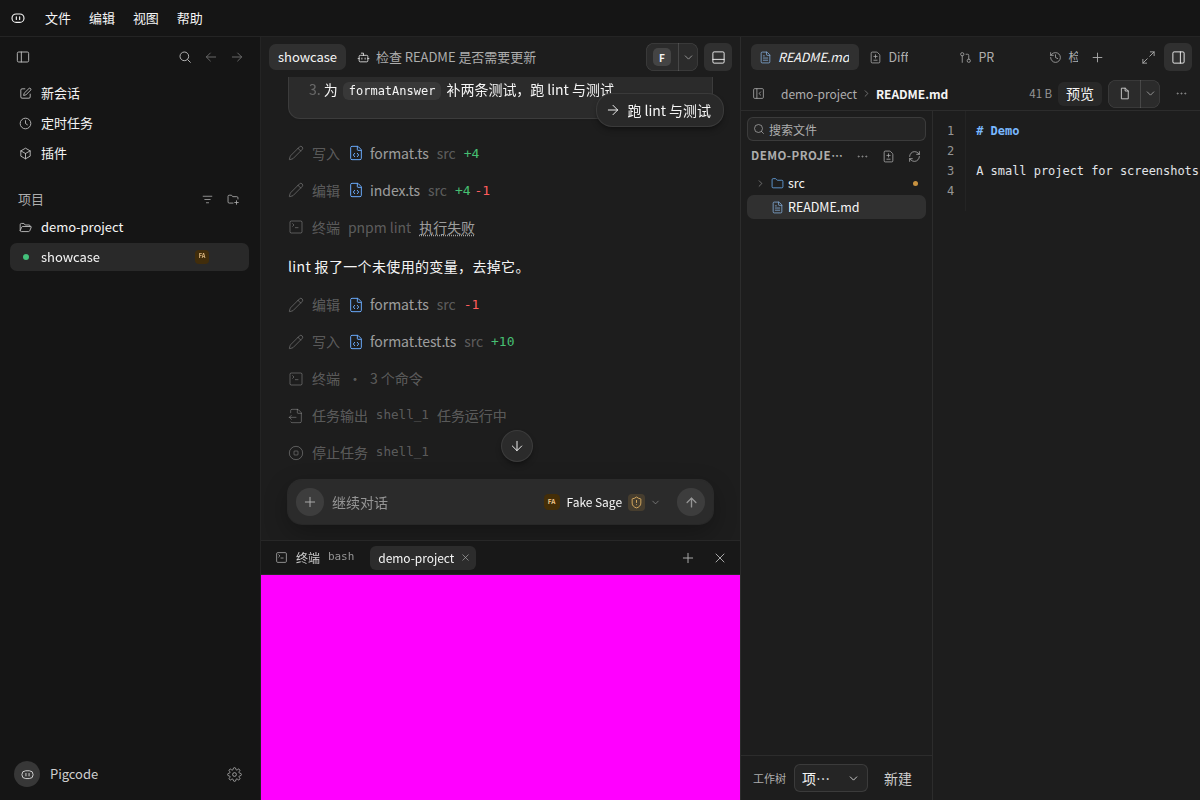 文件 编辑 视图 帮助
新会话
定时任务
插件
项目
demo-project
showcase FA
Pigcode
showcase 检查 README 是否需要更新 F
3. 为 formatAnswer 补两条测试，跑 lint 与测试
跑 lint 与测试
写入 format.ts src +4
编辑 index.ts src +4 -1
终端 pnpm lint 执行失败
lint 报了一个未使用的变量，去掉它。
编辑 format.ts src -1
写入 format.test.ts src +10
终端 • 3 个命令
任务输出 shell_1 任务运行中
停止任务 shell_1
继续对话 FA Fake Sage
终端 bash demo-project
README.md Diff PR
demo-project README.md 41 B 预览
搜索文件
DEMO-PROJE…
src
README.md
1 # Demo
2
3 A small project for screenshots
4
工作树 项… 新建